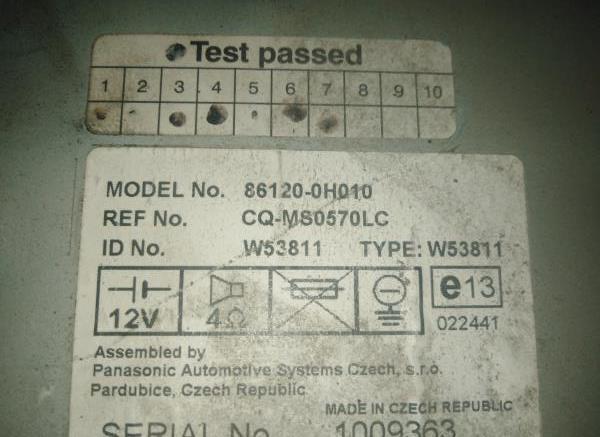 Test passed
1 2 3 4 5 6 7 8 9 10
MODEL No. 86120-0H010
REF No. CQ-MS0570LC
ID No. W53811 TYPE: W53811
12V 4Ω e13
022441
Assembled by
Panasonic Automotive Systems Czech, s.r.o.
Pardubice, Czech Republic
MADE IN CZECH REPUBLIC
SERIAL No 1009363